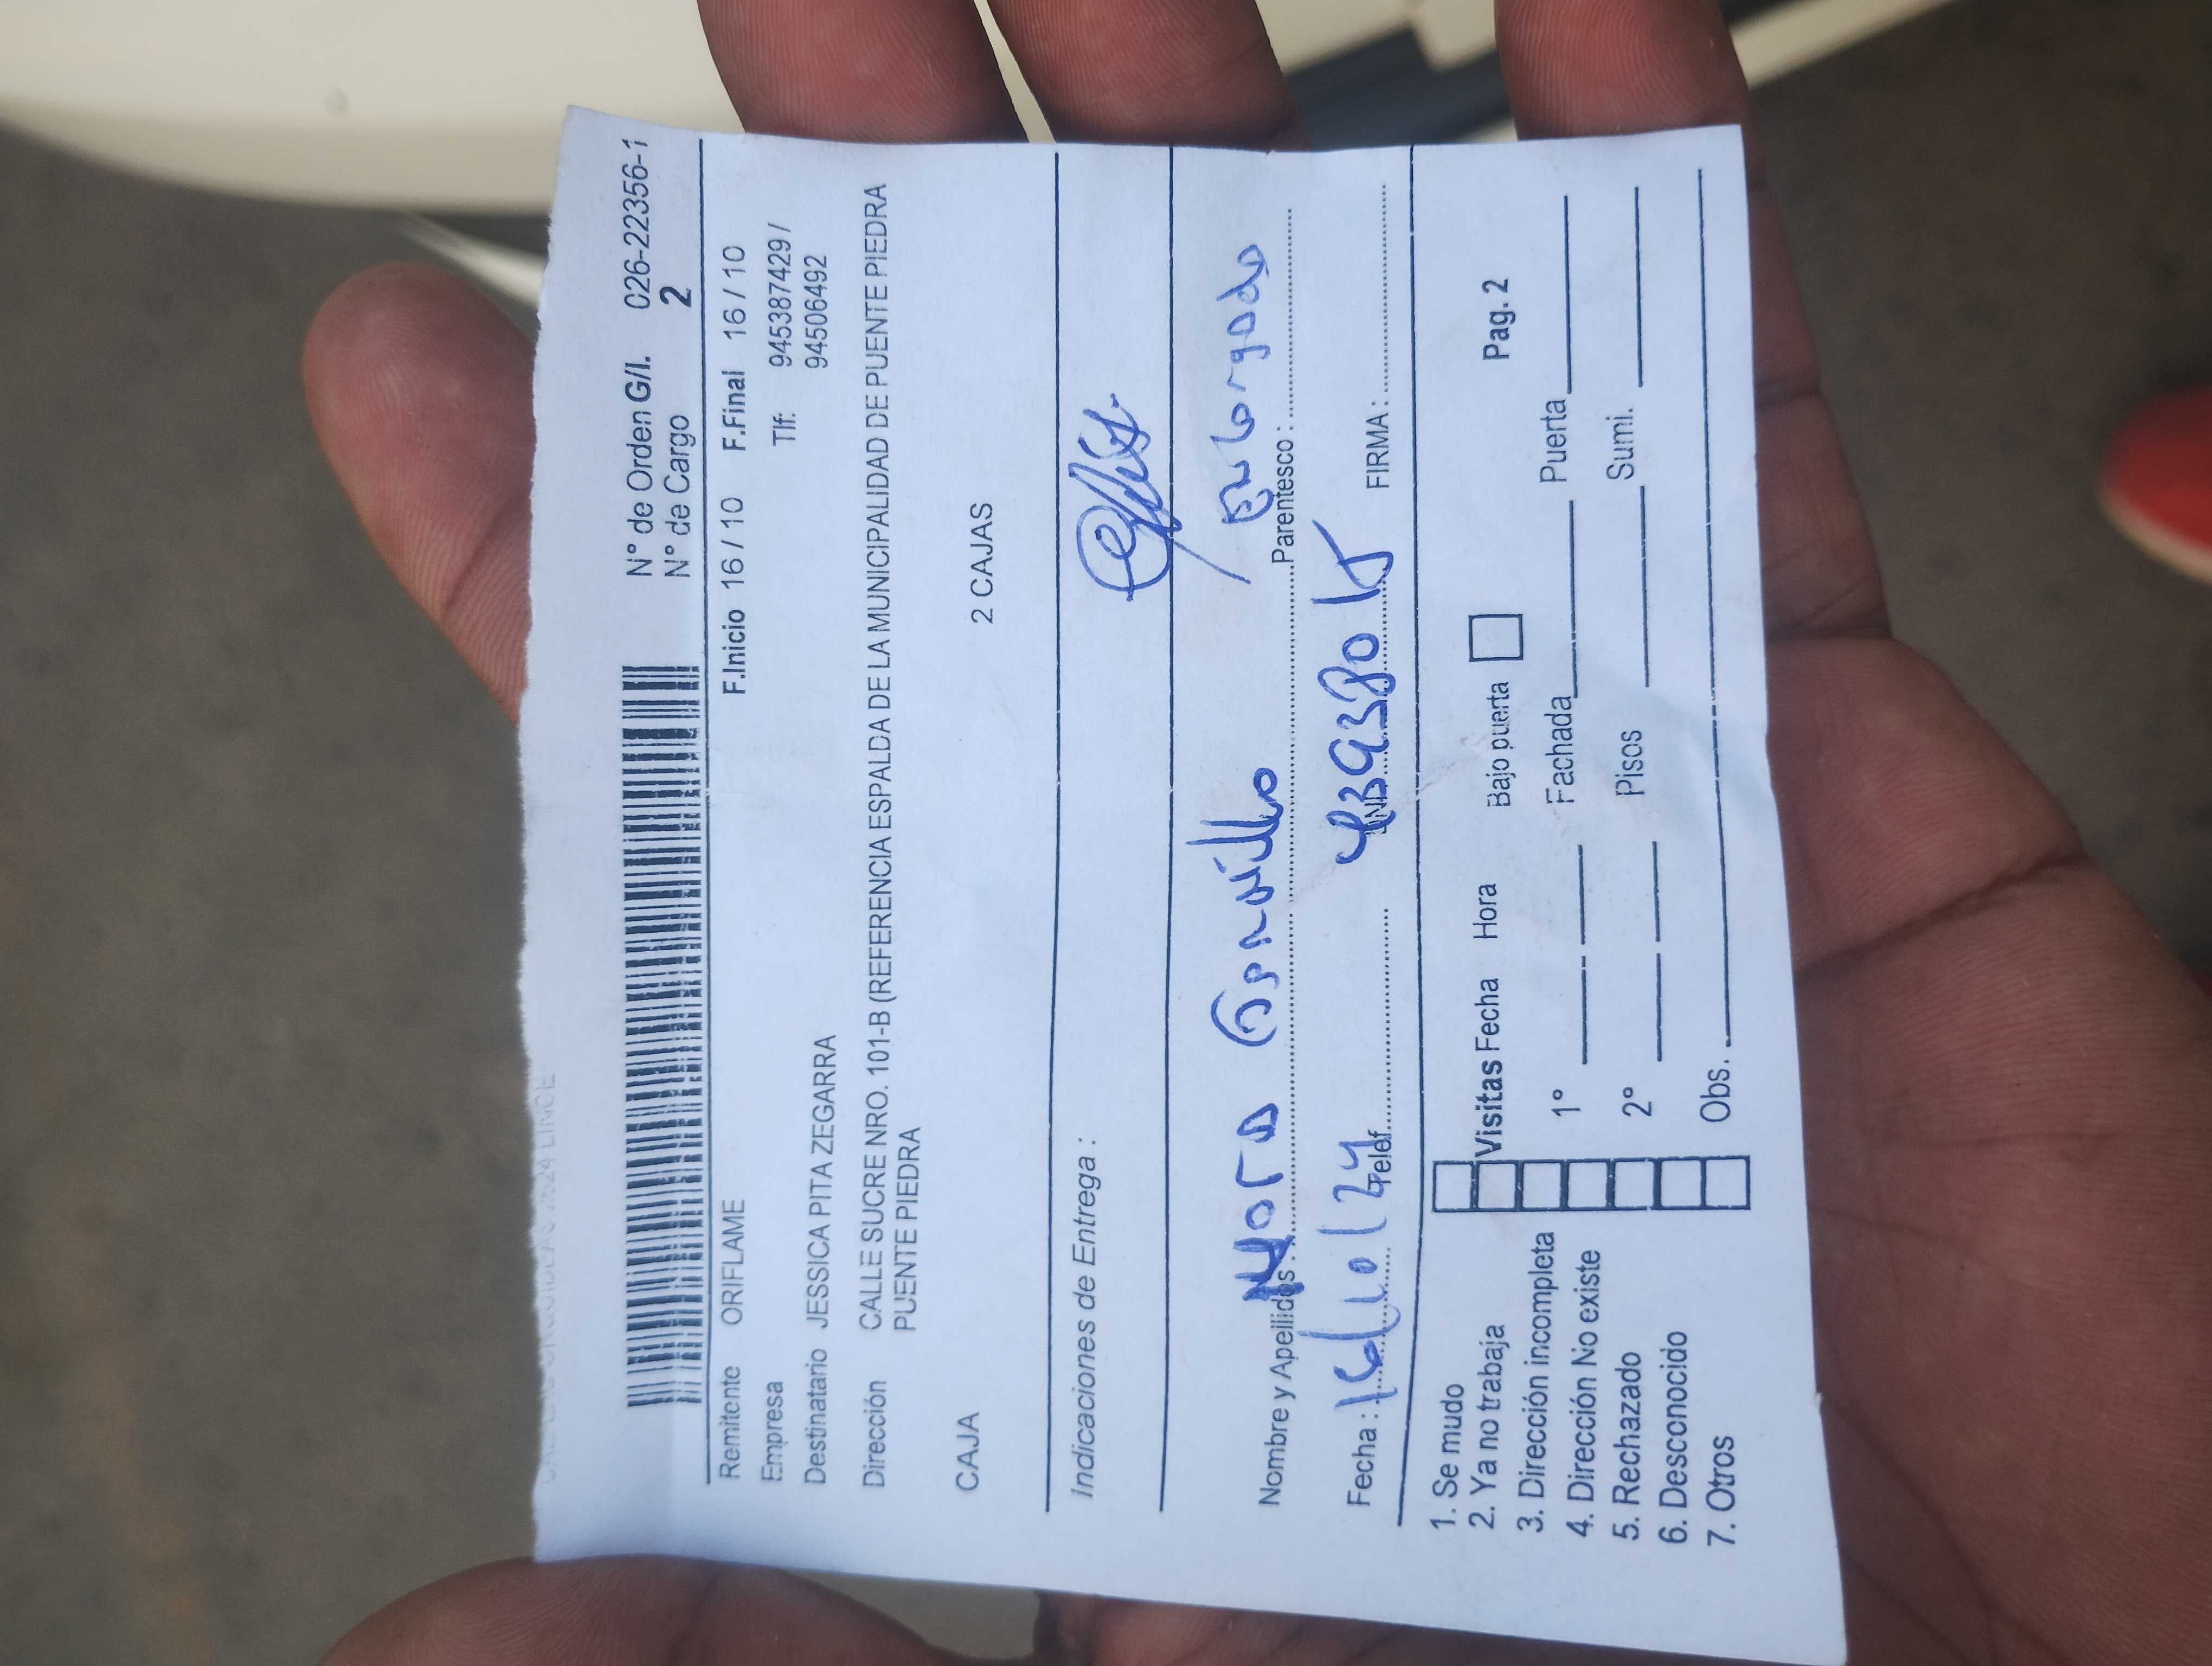 N° de Orden G/I. 026-22356-1
N° de Cargo 2
F.Inicio 16 / 10 F.Final 16 / 10
Remitente ORIFLAME
Empresa Tlf: 945387429 /
94506492
Destinatario JESSICA PITA ZEGARRA
Dirección CALLE SUCRE NRO. 101-B (REFERENCIA ESPALDA DE LA MUNICIPALIDAD DE PUENTE PIEDRA
PUENTE PIEDRA
CAJA 2 CAJAS
Indicaciones de Entrega :
Nombre y Apellidos : Parentesco :
Fecha : 16/10/24 Telef. DNI FIRMA :
1. Se mudo
2. Ya no trabaja Visitas Fecha Hora Bajo puerta Pag. 2
3. Dirección incompleta 1° Fachada Puerta
4. Dirección No existe
5. Rechazado 2° Pisos Sumi.
6. Desconocido
7. Otros Obs.